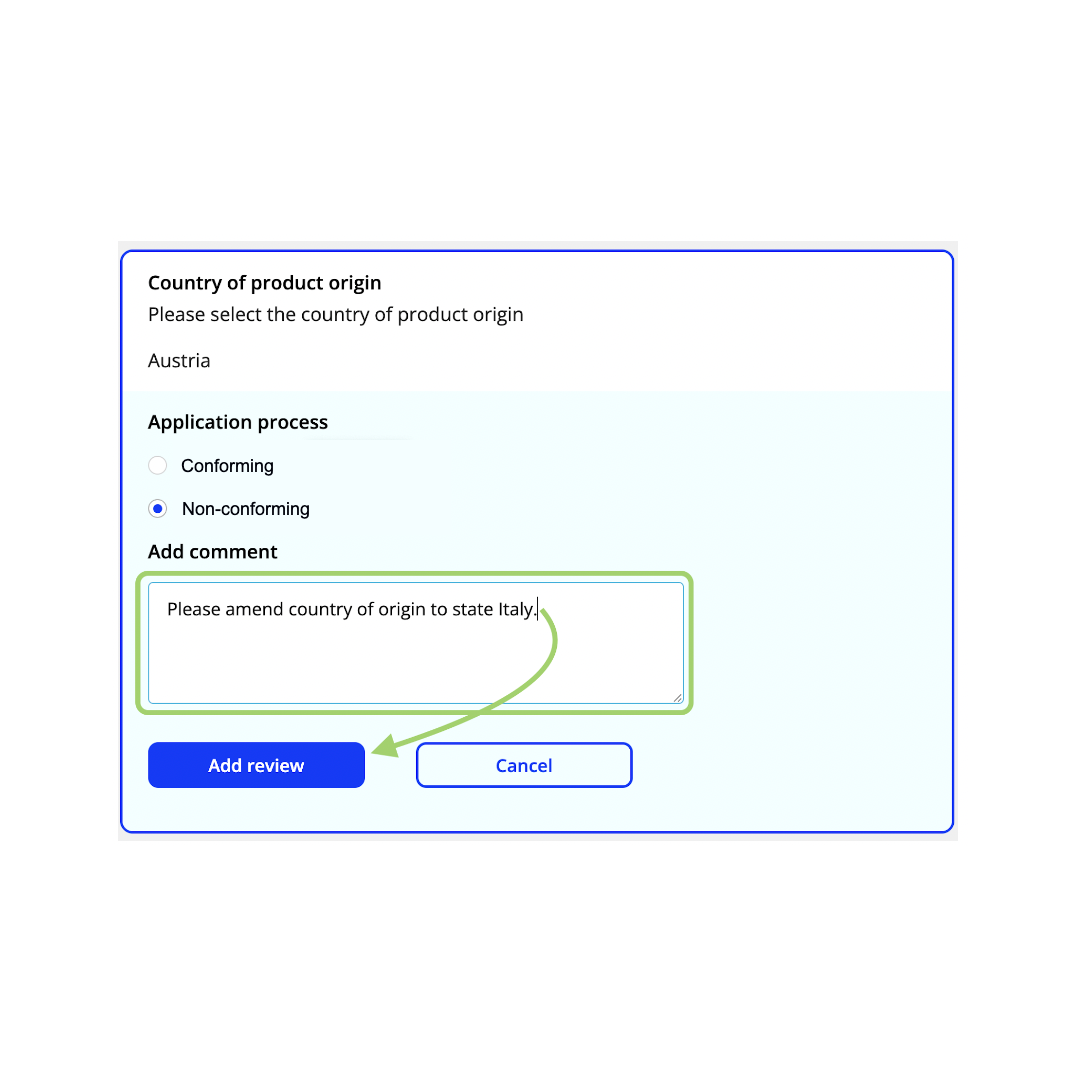 Country of product origin
Please select the country of product origin
Austria
Application process
Conforming
Non-conforming
Add comment
Please amend country of origin to state Italy.
Add review
Cancel